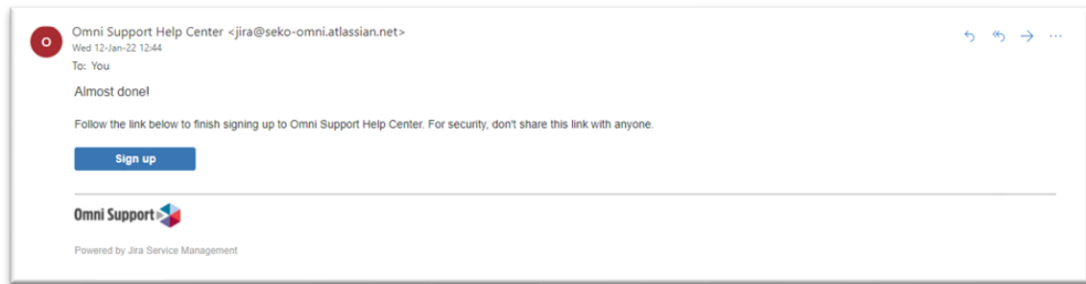 O
Omni Support Help Center <jira@seko-omni.atlassian.net>
Wed 12-Jan-22 12:44
To: You
Almost done!
Follow the link below to finish signing up to Omni Support Help Center. For security, don't share this link with anyone.
Sign up
Omni Support
Powered by Jira Service Management